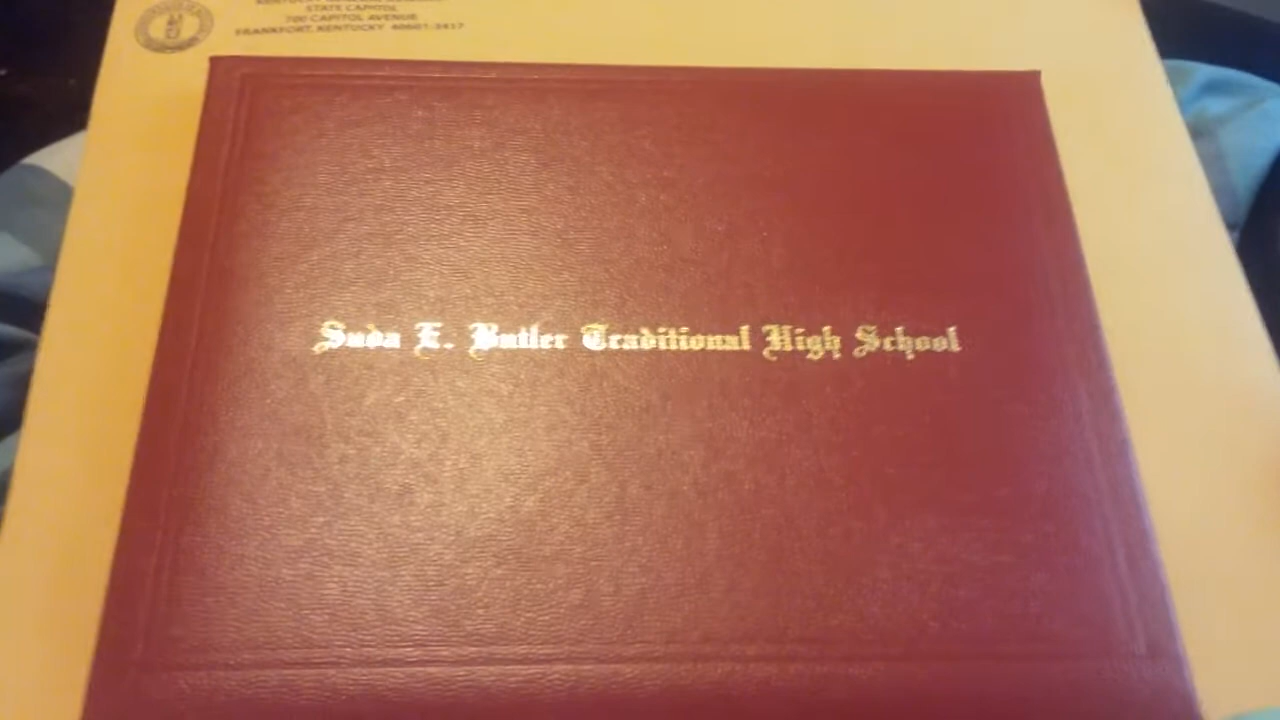 STATE CAPITOL
700 CAPITOL AVENUE
FRANKFORT, KENTUCKY 40601-3417
Suda E. Butler Traditional High School